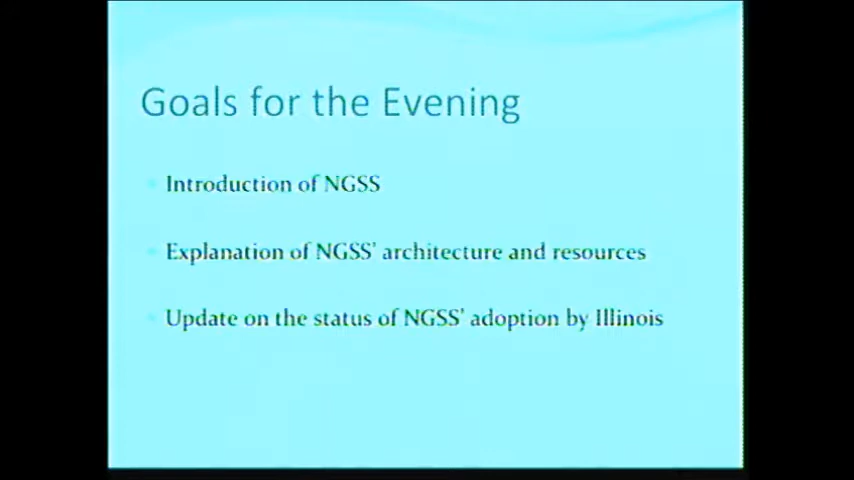 Goals for the Evening
Introduction of NGSS
Explanation of NGSS' architecture and resources
Update on the status of NGSS' adoption by Illinois